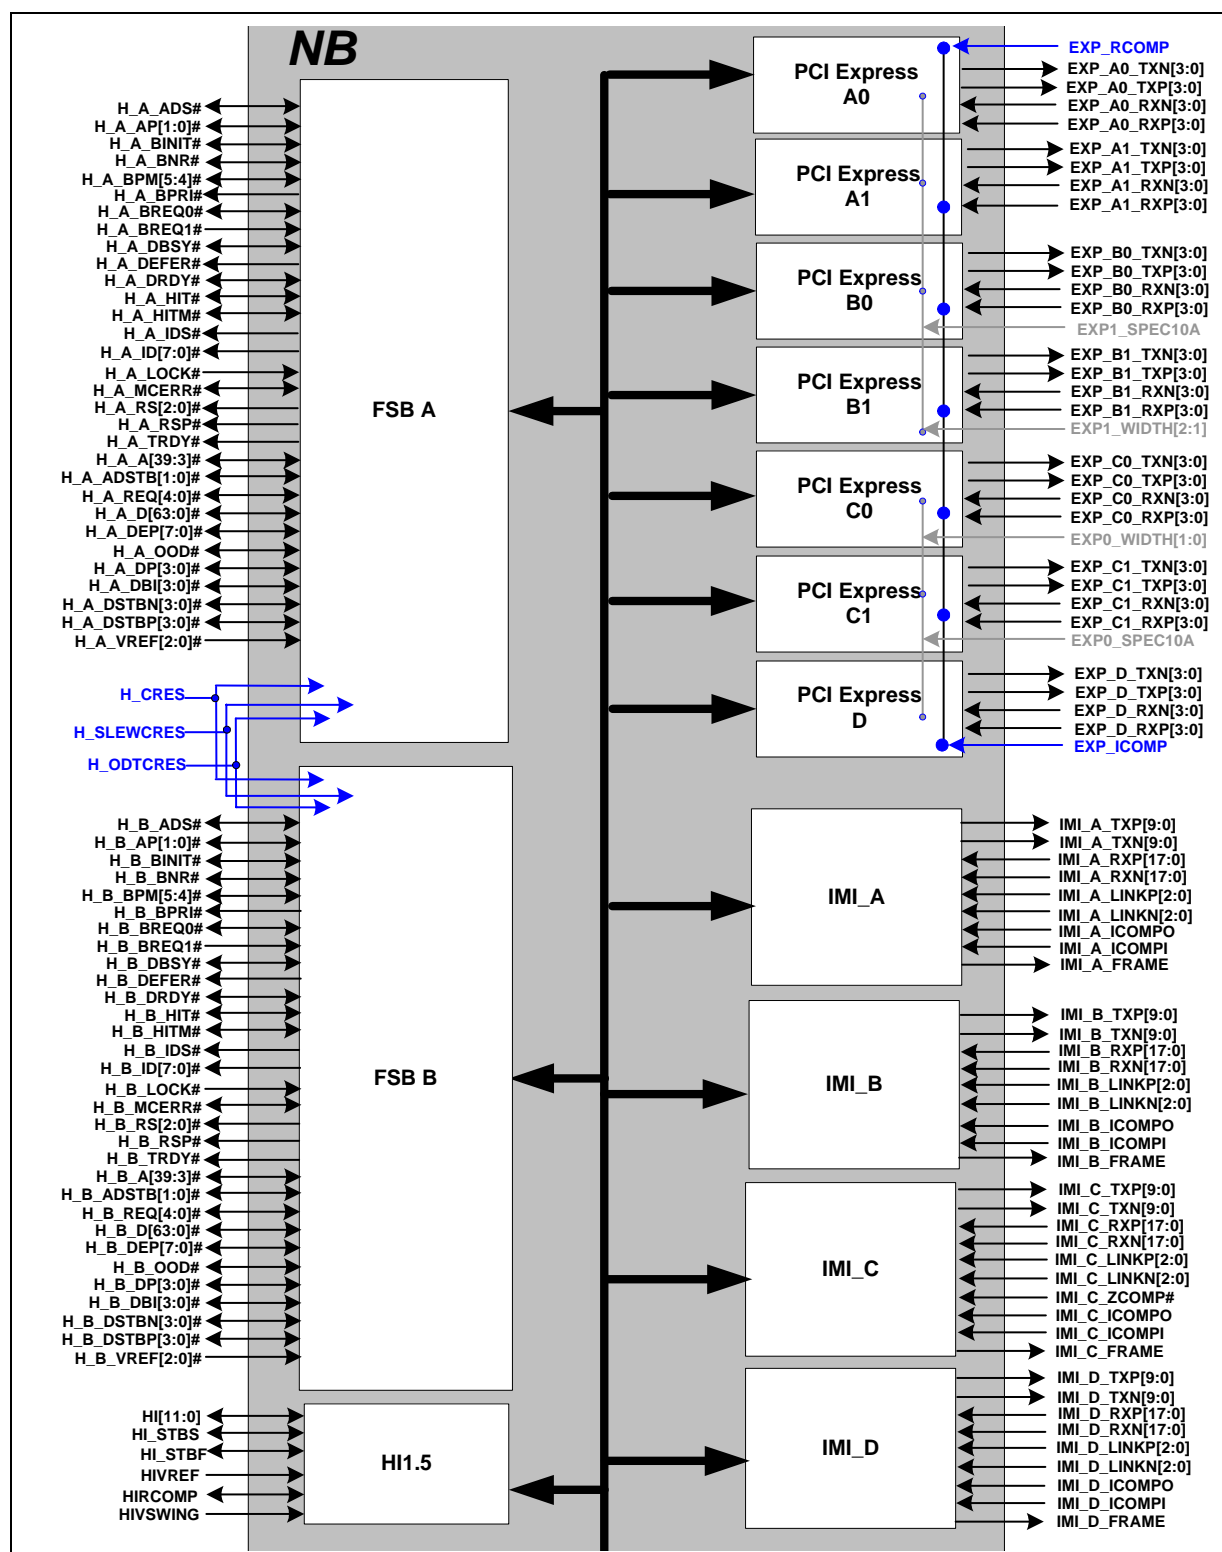 NB
H_A_ADS#
H_A_AP[1:0]#
H_A_BINIT#
H_A_BNR#
H_A_BPM[5:4]#
H_A_BPRI#
H_A_BREQ0#
H_A_BREQ1#
H_A_DBSY#
H_A_DEFER#
H_A_DRDY#
H_A_HIT#
H_A_HITM#
H_A_IDS#
H_A_ID[7:0]#
H_A_LOCK#
H_A_MCERR#
H_A_RS[2:0]#
H_A_RSP#
H_A_TRDY#
H_A_A[39:3]#
H_A_ADSTB[1:0]#
H_A_REQ[4:0]#
H_A_D[63:0]#
H_A_DEP[7:0]#
H_A_OOD#
H_A_DP[3:0]#
H_A_DBI[3:0]#
H_A_DSTBN[3:0]#
H_A_DSTBP[3:0]#
H_A_VREF[2:0]#
FSB A
H_CRES
H_SLEWCRES
H_ODTCRES
H_B_ADS#
H_B_AP[1:0]#
H_B_BINIT#
H_B_BNR#
H_B_BPM[5:4]#
H_B_BPRI#
H_B_BREQ0#
H_B_BREQ1#
H_B_DBSY#
H_B_DEFER#
H_B_DRDY#
H_B_HIT#
H_B_HITM#
H_B_IDS#
H_B_ID[7:0]#
H_B_LOCK#
H_B_MCERR#
H_B_RS[2:0]#
H_B_RSP#
H_B_TRDY#
H_B_A[39:3]#
H_B_ADSTB[1:0]#
H_B_REQ[4:0]#
H_B_D[63:0]#
H_B_DEP[7:0]#
H_B_OOD#
H_B_DP[3:0]#
H_B_DBI[3:0]#
H_B_DSTBN[3:0]#
H_B_DSTBP[3:0]#
H_B_VREF[2:0]#
FSB B
HI[11:0]
HI_STBS
HI_STBF
HIVREF
HIRCOMP
HIVSWING
HI1.5
PCI Express
A0
EXP_RCOMP
EXP_A0_TXN[3:0]
EXP_A0_TXP[3:0]
EXP_A0_RXN[3:0]
EXP_A0_RXP[3:0]
PCI Express
A1
EXP_A1_TXN[3:0]
EXP_A1_TXP[3:0]
EXP_A1_RXN[3:0]
EXP_A1_RXP[3:0]
PCI Express
B0
EXP_B0_TXN[3:0]
EXP_B0_TXP[3:0]
EXP_B0_RXN[3:0]
EXP_B0_RXP[3:0]
EXP1_SPEC10A
PCI Express
B1
EXP_B1_TXN[3:0]
EXP_B1_TXP[3:0]
EXP_B1_RXN[3:0]
EXP_B1_RXP[3:0]
EXP1_WIDTH[2:1]
PCI Express
C0
EXP_C0_TXN[3:0]
EXP_C0_TXP[3:0]
EXP_C0_RXN[3:0]
EXP_C0_RXP[3:0]
EXP0_WIDTH[1:0]
PCI Express
C1
EXP_C1_TXN[3:0]
EXP_C1_TXP[3:0]
EXP_C1_RXN[3:0]
EXP_C1_RXP[3:0]
EXP0_SPEC10A
PCI Express
D
EXP_D_TXN[3:0]
EXP_D_TXP[3:0]
EXP_D_RXN[3:0]
EXP_D_RXP[3:0]
EXP_ICOMP
IMI_A
IMI_A_TXP[9:0]
IMI_A_TXN[9:0]
IMI_A_RXP[17:0]
IMI_A_RXN[17:0]
IMI_A_LINKP[2:0]
IMI_A_LINKN[2:0]
IMI_A_ICOMPO
IMI_A_ICOMPI
IMI_A_FRAME
IMI_B
IMI_B_TXP[9:0]
IMI_B_TXN[9:0]
IMI_B_RXP[17:0]
IMI_B_RXN[17:0]
IMI_B_LINKP[2:0]
IMI_B_LINKN[2:0]
IMI_B_ICOMPO
IMI_B_ICOMPI
IMI_B_FRAME
IMI_C
IMI_C_TXP[9:0]
IMI_C_TXN[9:0]
IMI_C_RXP[17:0]
IMI_C_RXN[17:0]
IMI_C_LINKP[2:0]
IMI_C_LINKN[2:0]
IMI_C_ZCOMP#
IMI_C_ICOMPO
IMI_C_ICOMPI
IMI_C_FRAME
IMI_D
IMI_D_TXP[9:0]
IMI_D_TXN[9:0]
IMI_D_RXP[17:0]
IMI_D_RXN[17:0]
IMI_D_LINKP[2:0]
IMI_D_LINKN[2:0]
IMI_D_ICOMPO
IMI_D_ICOMPI
IMI_D_FRAME